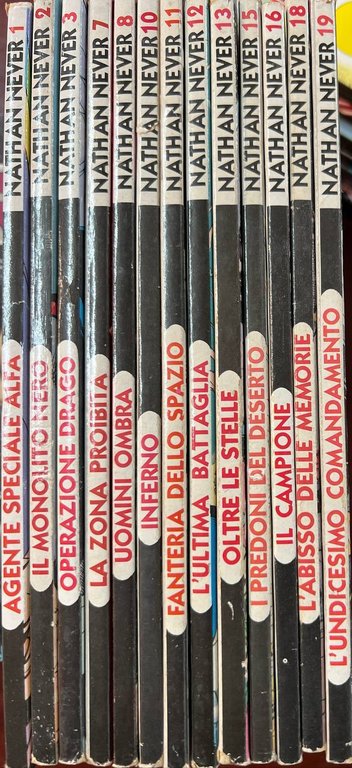 NATHAN NEVER 1
AGENTE SPECIALE ALFA
NATHAN NEVER 2
IL MONOLITO NERO
NATHAN NEVER 3
OPERAZIONE DRAGO
NATHAN NEVER 7
LA ZONA PROIBITA
NATHAN NEVER 8
UOMINI OMBRA
NATHAN NEVER 10
INFERNO
NATHAN NEVER 11
FANTERIA DELLO SPAZIO
NATHAN NEVER 12
L'ULTIMA BATTAGLIA
NATHAN NEVER 13
OLTRE LE STELLE
NATHAN NEVER 15
I PREDONI DEL DESERTO
NATHAN NEVER 16
IL CAMPIONE
NATHAN NEVER 18
L'ABISSO DELLE MEMORIE
NATHAN NEVER 19
L'UNDICESIMO COMANDAMENTO